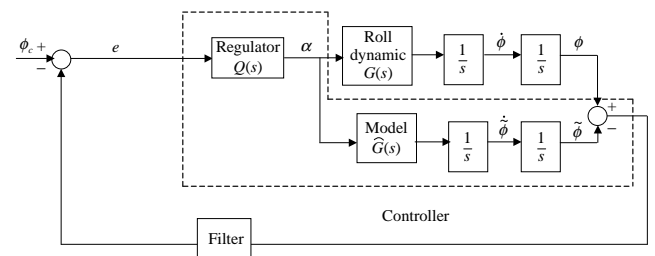 ϕc + − e
Regulator Q(s)
α
Roll dynamic G(s)
1/s
ϕ̇
1/s
ϕ
+
−
Model Ĝ(s)
1/s
ϕ̃̇
1/s
ϕ̃
Controller
Filter